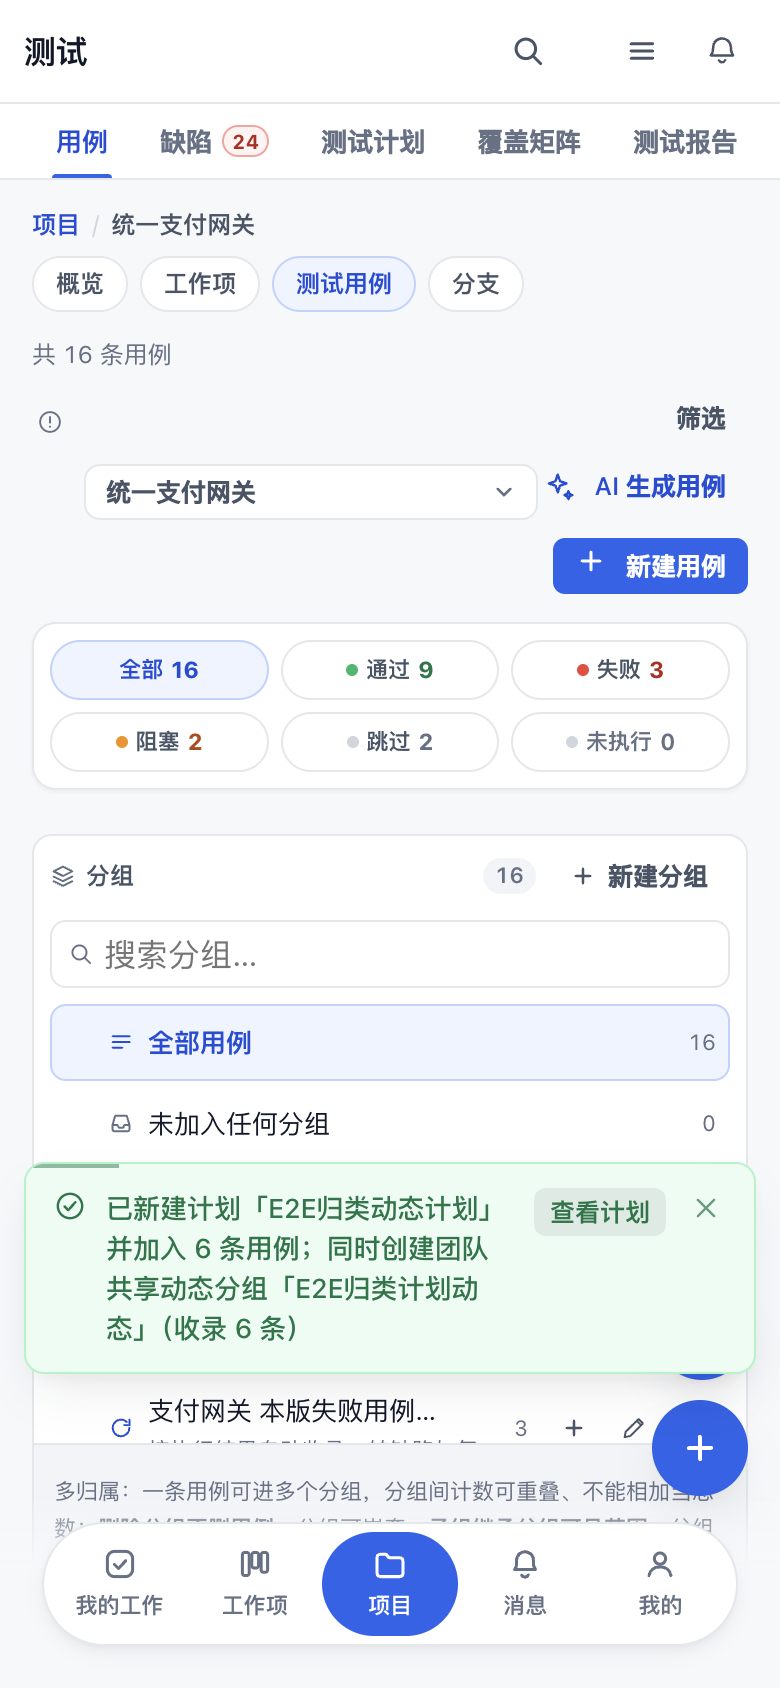 测试
用例
缺陷 24
测试计划
覆盖矩阵
测试报告
项目 / 统一支付网关
概览
工作项
测试用例
分支
共 16 条用例
筛选
统一支付网关
AI 生成用例
新建用例
全部 16
通过 9
失败 3
阻塞 2
跳过 2
未执行 0
分组
16
新建分组
搜索分组...
全部用例
16
未加入任何分组
0
已新建计划「E2E归类动态计划」
并加入 6 条用例；同时创建团队
共享动态分组「E2E归类计划动
态」（收录 6 条）
查看计划
支付网关 本版失败用例...
3
多归属：一条用例可进多个分组，分组间计数可重叠、不能相加当总
我的工作
工作项
项目
消息
我的